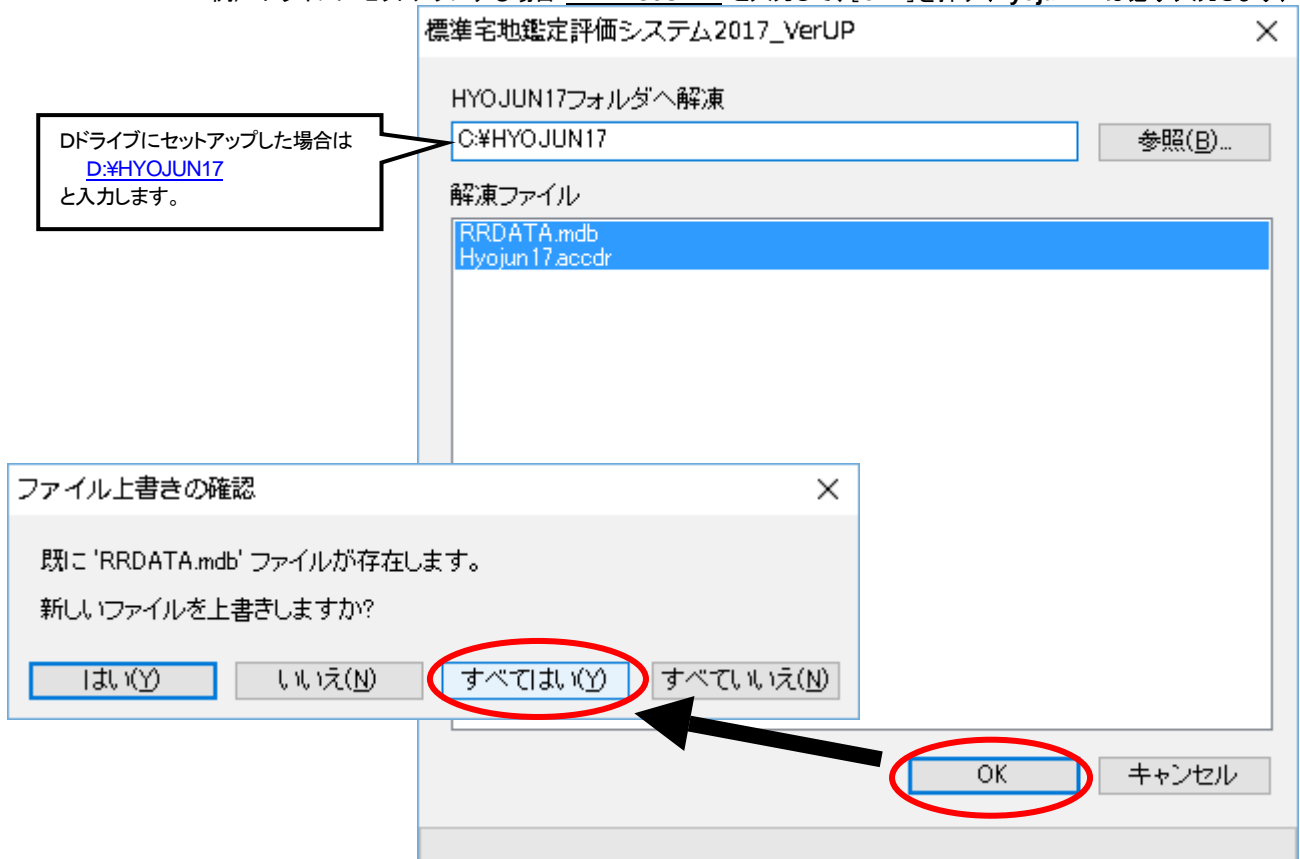 標準宅地鑑定評価システム2017_VerUP
HYOJUN17フォルダへ解凍
Dドライブにセットアップした場合は
D:¥HYOJUN17
と入力します。
C:¥HYOJUN17
参照(B)...
解凍ファイル
RRDATA.mdb
Hyojun17.accdr
ファイル上書きの確認
既に 'RRDATA.mdb' ファイルが存在します。
新しいファイルを上書きしますか?
はい(Y)
いいえ(N)
すべてはい(Y)
すべていいえ(N)
OK
キャンセル